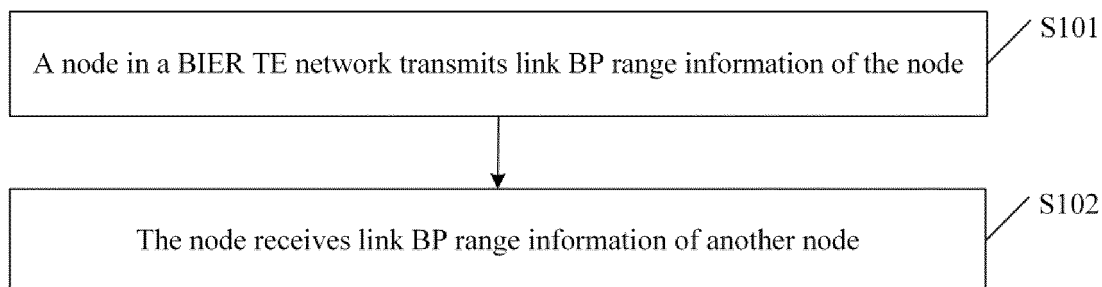 S101
A node in a BIER TE network transmits link BP range information of the node
S102
The node receives link BP range information of another node